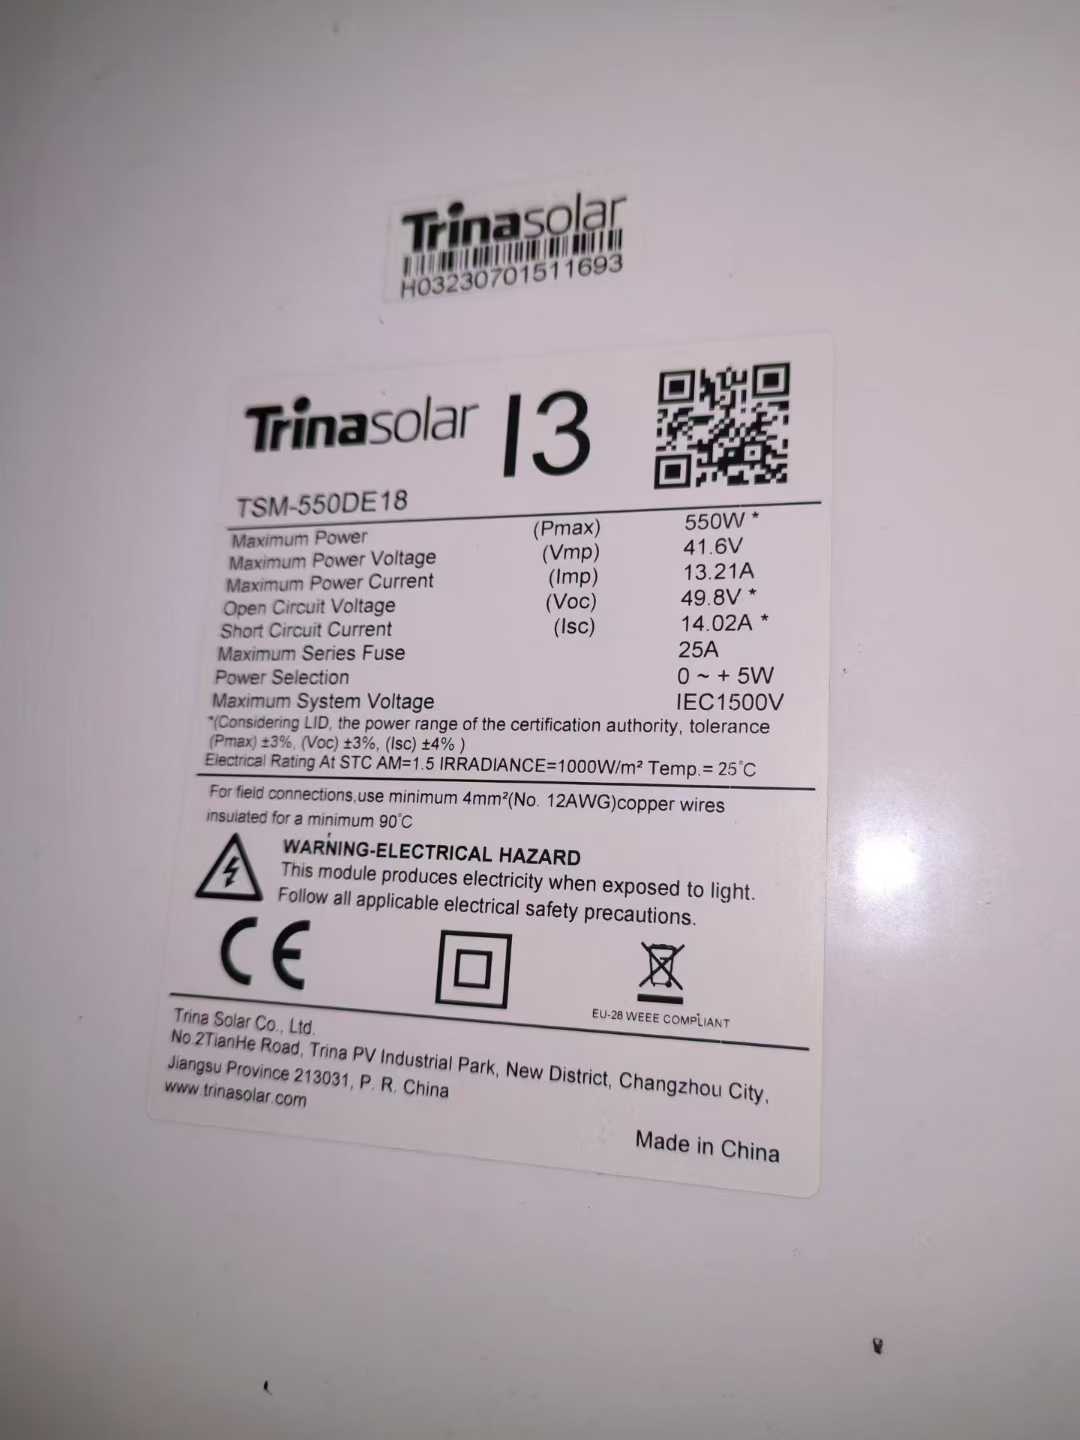 Trinasolar
H03230701511693
Trinasolar I3
TSM-550DE18
Maximum Power (Pmax) 550W *
Maximum Power Voltage (Vmp) 41.6V
Maximum Power Current (Imp) 13.21A
Open Circuit Voltage (Voc) 49.8V *
Short Circuit Current (Isc) 14.02A *
Maximum Series Fuse 25A
Power Selection 0 ~ + 5W
Maximum System Voltage IEC1500V
*(Considering LID, the power range of the certification authority, tolerance
(Pmax) ±3%, (Voc) ±3%, (Isc) ±4% )
Electrical Rating At STC AM=1.5 IRRADIANCE=1000W/m² Temp.= 25°C
For field connections,use minimum 4mm²(No. 12AWG)copper wires
insulated for a minimum 90°C
WARNING-ELECTRICAL HAZARD
This module produces electricity when exposed to light.
Follow all applicable electrical safety precautions.
CE
EU-28 WEEE COMPLIANT
Trina Solar Co., Ltd.
No.2TianHe Road, Trina PV Industrial Park, New District, Changzhou City,
Jiangsu Province 213031, P. R. China
www.trinasolar.com
Made in China